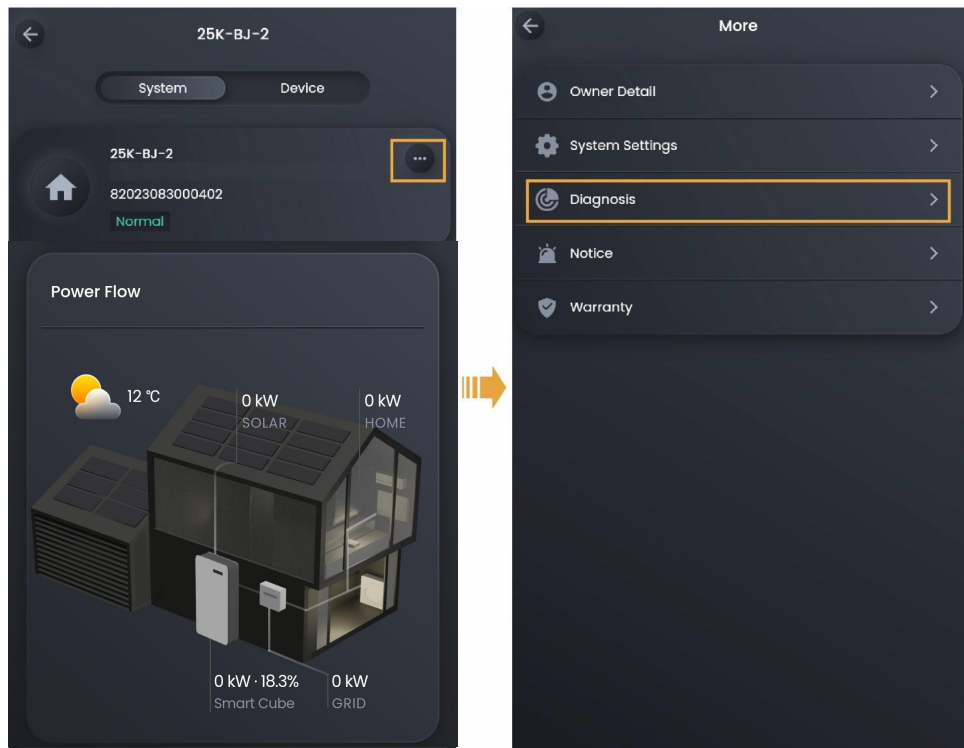 25K-BJ-2
System Device
25K-BJ-2
82023083000402
Normal
Power Flow
12 ℃
0 kW
SOLAR
0 kW
HOME
0 kW · 18.3%
Smart Cube
0 kW
GRID
More
Owner Detail
System Settings
Diagnosis
Notice
Warranty